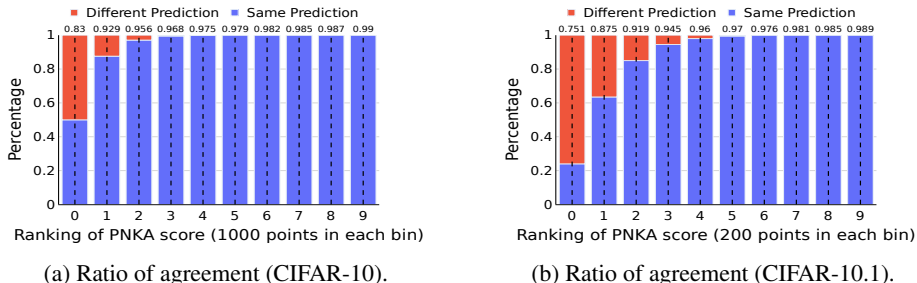 Different Prediction Same Prediction
0.83 0.929 0.956 0.968 0.975 0.979 0.982 0.985 0.987 0.99
1
0.8
0.6
0.4
0.2
0
Percentage
0 1 2 3 4 5 6 7 8 9
Ranking of PNKA score (1000 points in each bin)
(a) Ratio of agreement (CIFAR-10).
Different Prediction Same Prediction
0.751 0.875 0.919 0.945 0.96 0.97 0.976 0.981 0.985 0.989
1
0.8
0.6
0.4
0.2
0
Percentage
0 1 2 3 4 5 6 7 8 9
Ranking of PNKA score (200 points in each bin)
(b) Ratio of agreement (CIFAR-10.1).